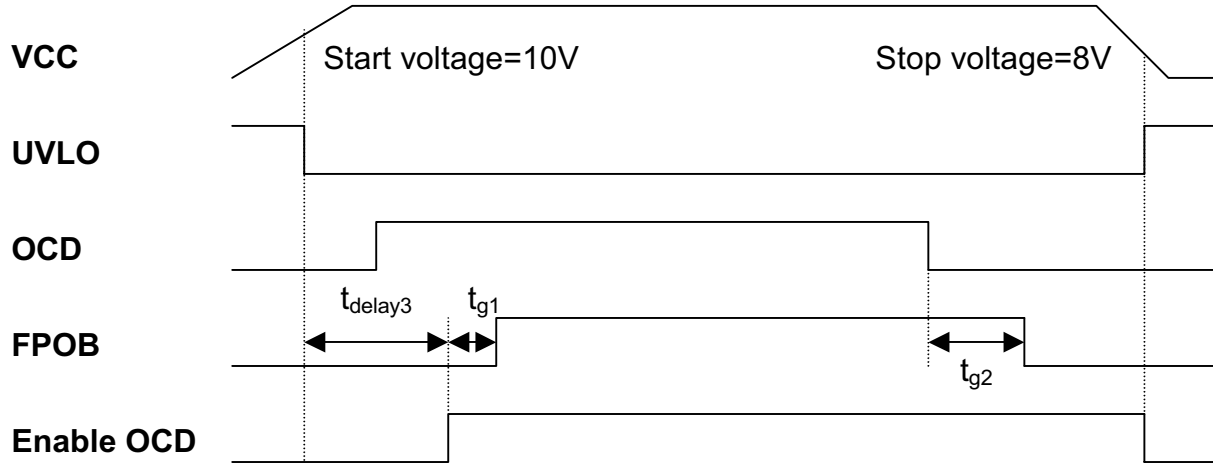 VCC
Start voltage=10V
Stop voltage=8V
UVLO
OCD
tdelay3
tg1
FPOB
tg2
Enable OCD